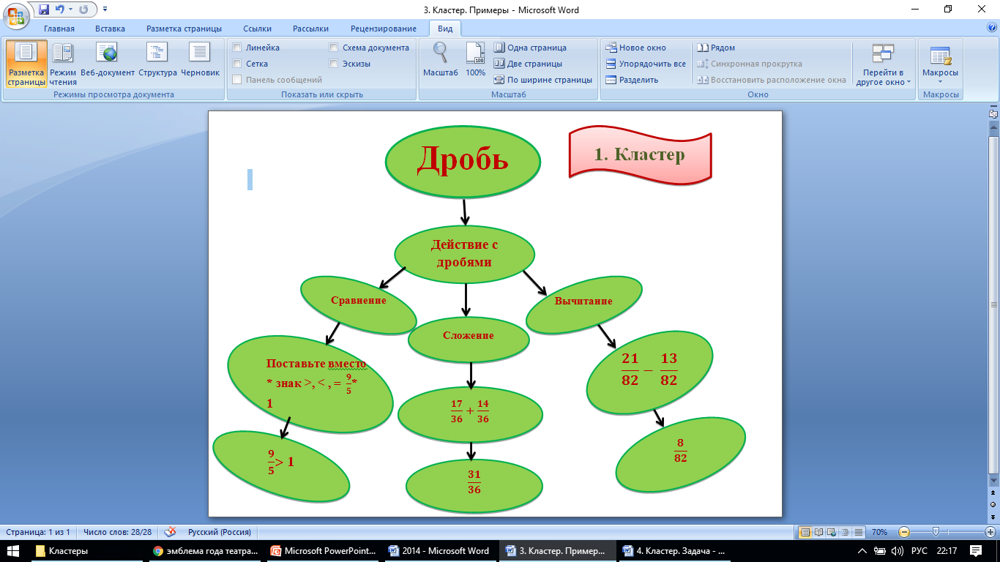 3. Кластер. Примеры - Microsoft Word
Главная Вставка Разметка страницы Ссылки Рассылки Рецензирование Вид
Разметка страницы
Режим чтения
Веб-документ
Структура
Черновик
Режимы просмотра документа
Линейка
Сетка
Панель сообщений
Схема документа
Эскизы
Показать или скрыть
Масштаб
100%
Одна страница
Две страницы
По ширине страницы
Масштаб
Новое окно
Упорядочить все
Разделить
Рядом
Синхронная прокрутка
Восстановить расположение окна
Перейти в другое окно
Окно
Макросы
Макросы
Дробь
1. Кластер
Действие с
дробями
Сравнение
Сложение
Вычитание
Поставьте вместо
* знак >, < , = 9/5*
1
21/82 − 13/82
17/36 + 14/36
9/5> 1
31/36
8/82
Страница: 1 из 1 Число слов: 28/28 Русский (Россия) 70%
Кластеры
эмблема года театра...
Microsoft PowerPoint...
2014 - Microsoft Word
3. Кластер. Пример...
4. Кластер. Задача - ...
РУС 22:17